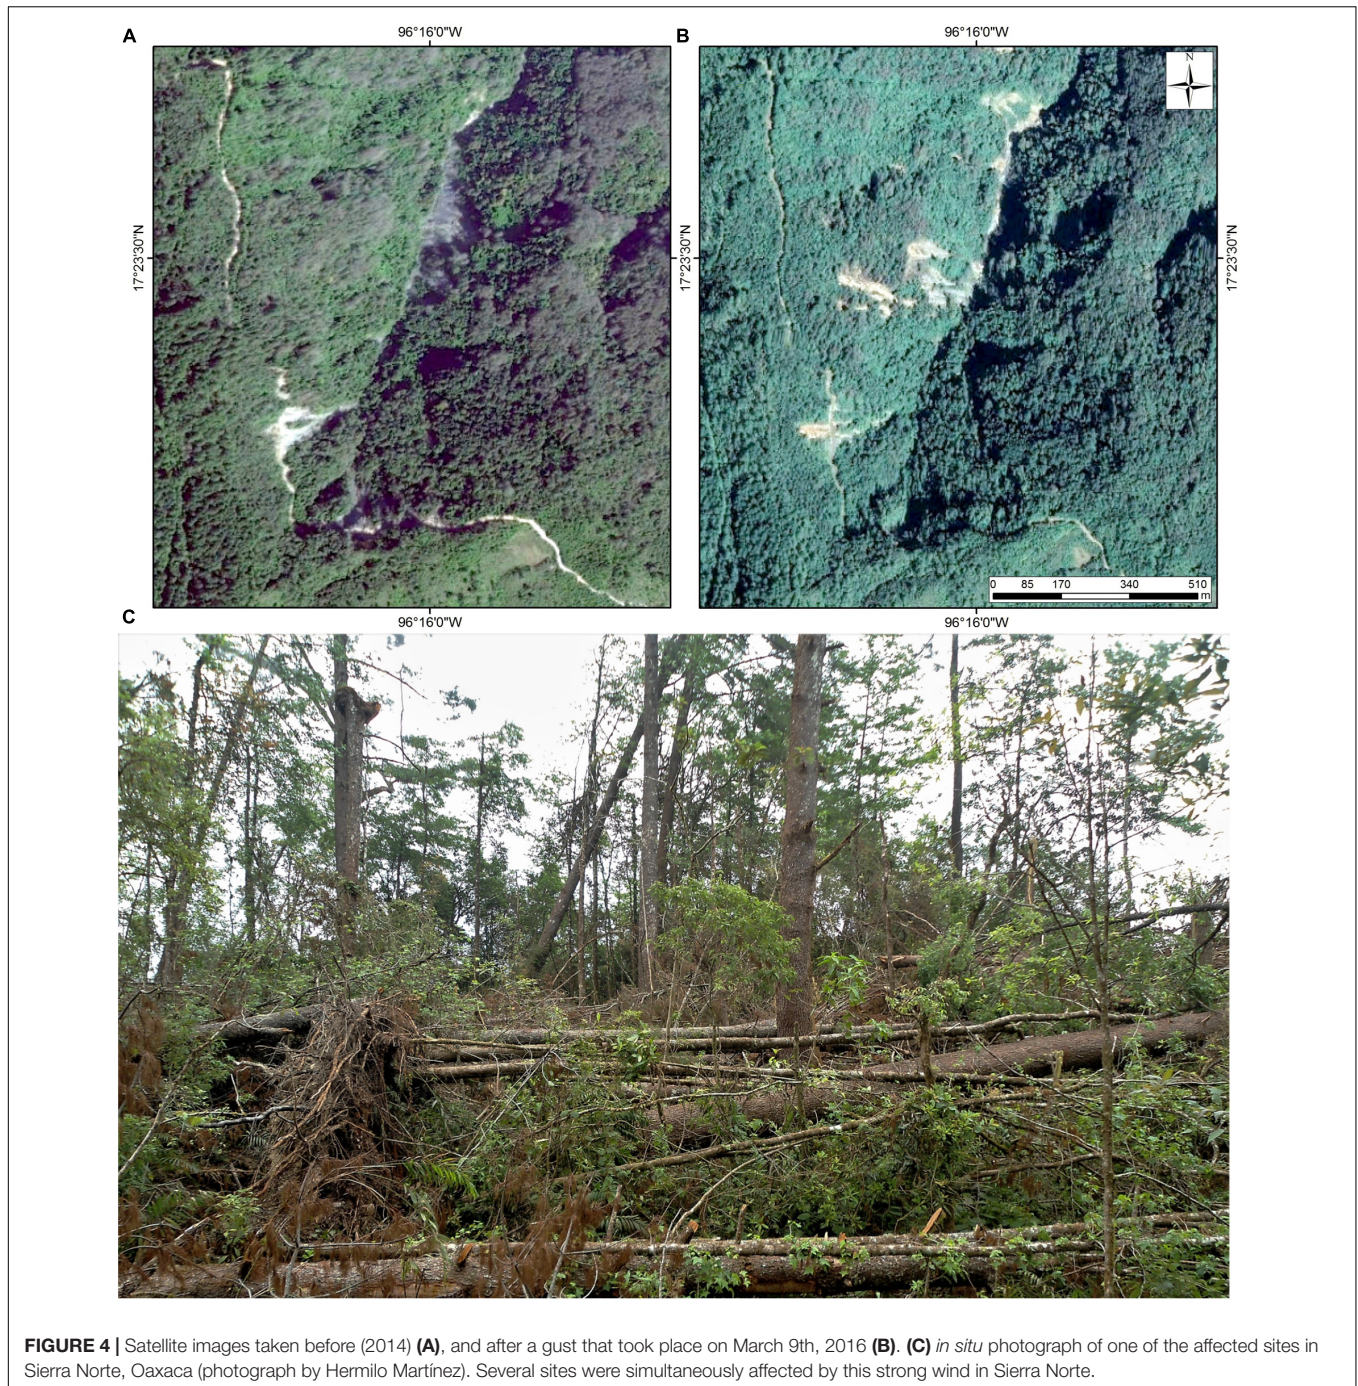 A
96°16'0"W
B
96°16'0"W
N
17°23'30"N
17°23'30"N
17°23'30"N
0 85 170 340 510
m
C
96°16'0"W
96°16'0"W
FIGURE 4 | Satellite images taken before (2014) (A), and after a gust that took place on March 9th, 2016 (B). (C) in situ photograph of one of the affected sites in
Sierra Norte, Oaxaca (photograph by Hermilo Martínez). Several sites were simultaneously affected by this strong wind in Sierra Norte.